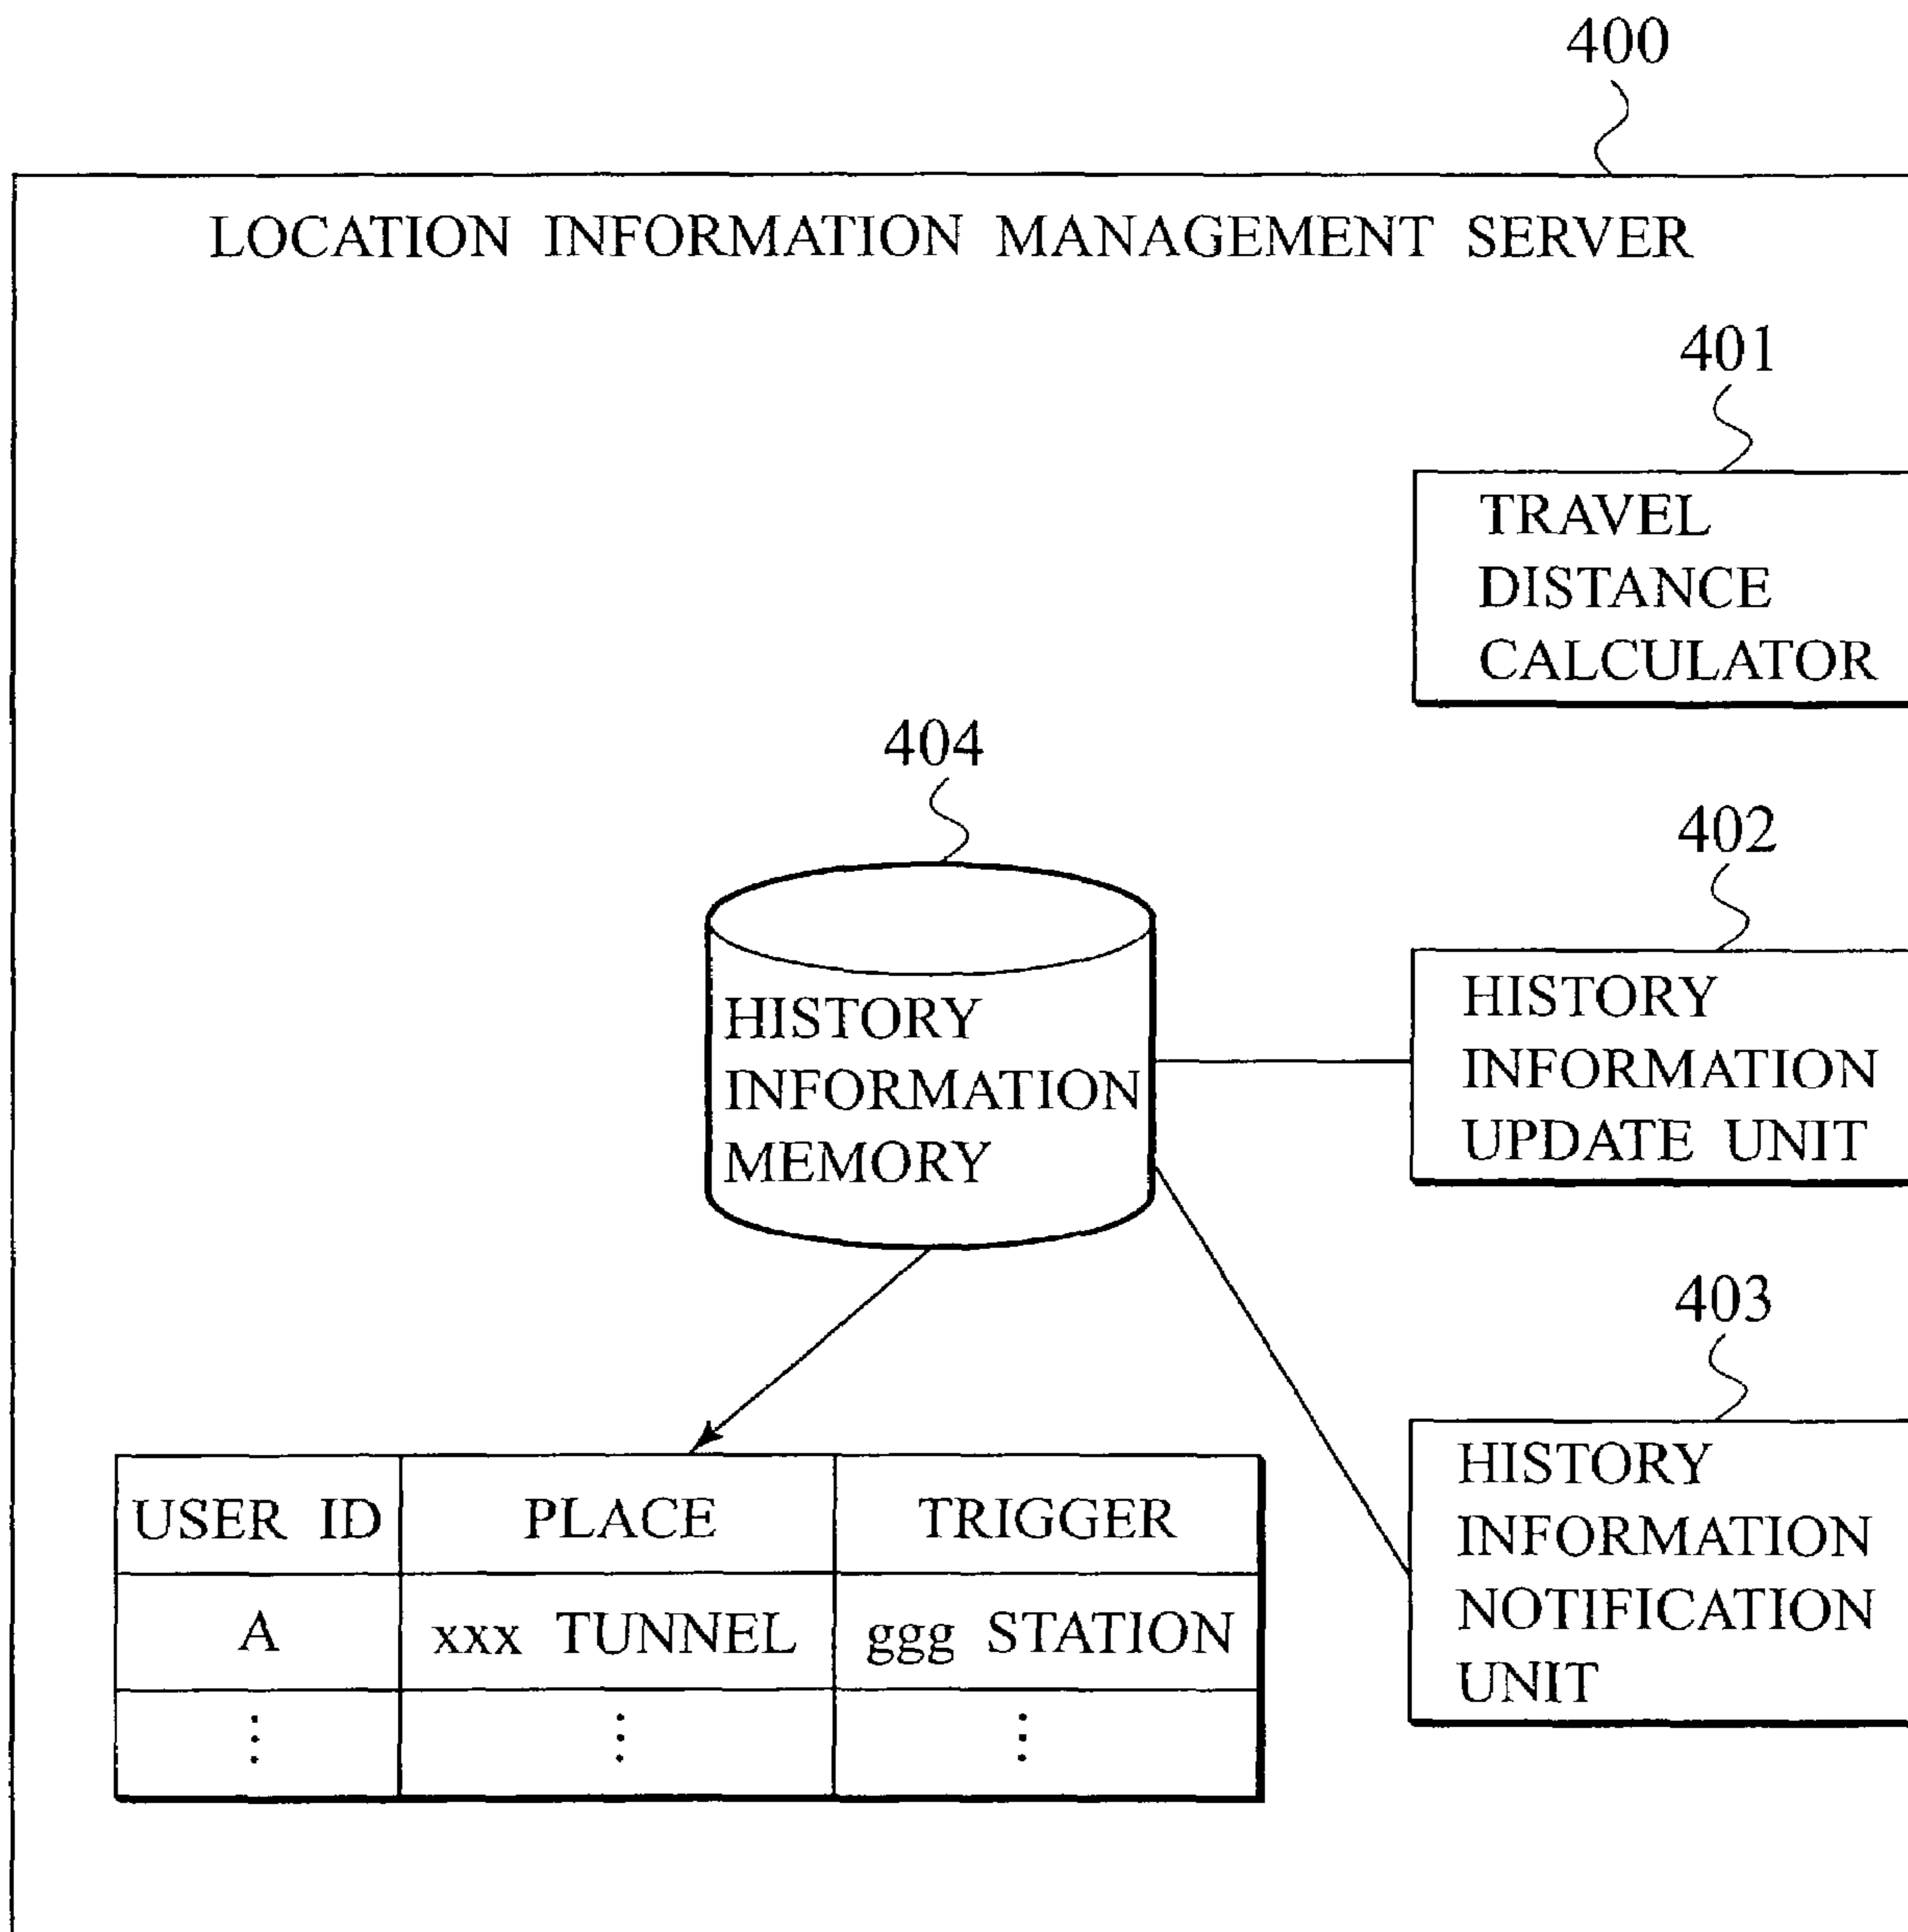 400
LOCATION INFORMATION MANAGEMENT SERVER
401
TRAVEL
DISTANCE
CALCULATOR
404
HISTORY
INFORMATION
MEMORY
402
HISTORY
INFORMATION
UPDATE UNIT
403
HISTORY
INFORMATION
NOTIFICATION
UNIT
USER ID PLACE TRIGGER
A xxx TUNNEL ggg STATION
⋮ ⋮ ⋮